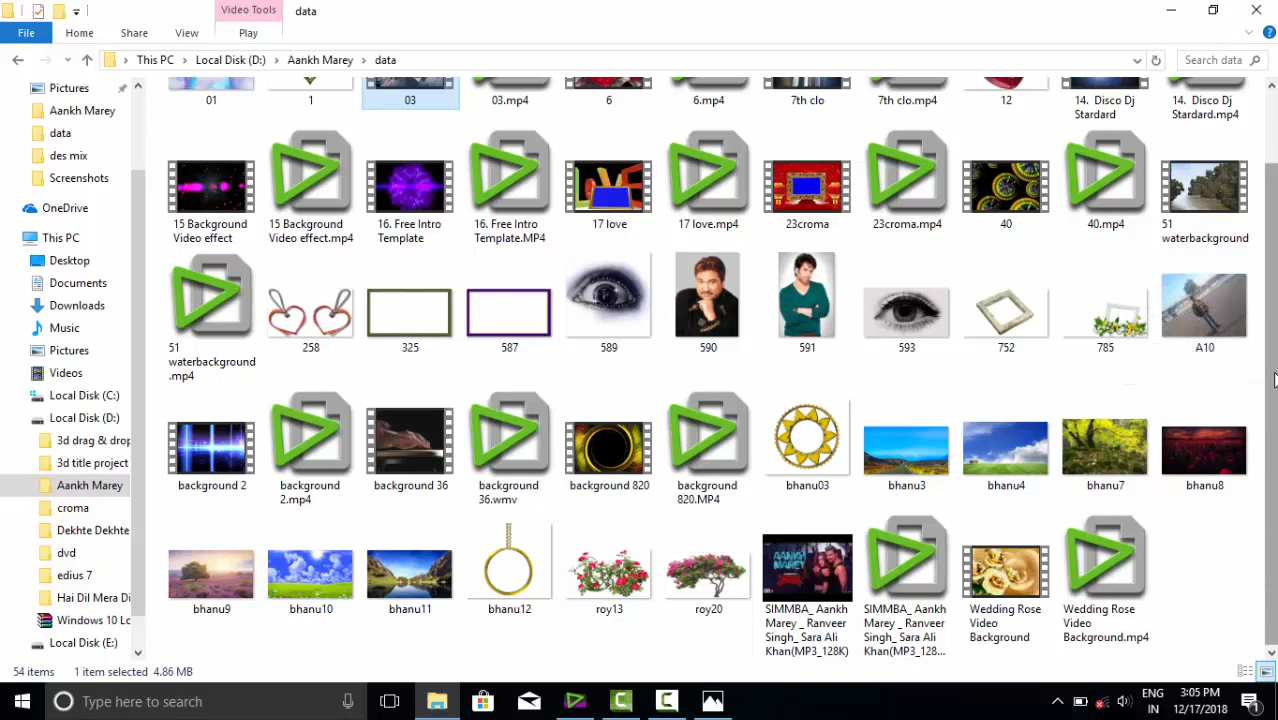 Video Tools
data
File
Home
Share
View
Play
This PC
Local Disk (D:)
Aankh Marey
data
Search data
Pictures
Aankh Marey
data
des mix
Screenshots
OneDrive
This PC
Desktop
Documents
Downloads
Music
Pictures
Videos
Local Disk (C:)
Local Disk (D:)
3d drag & drop
3d title project
Aankh Marey
croma
Dekhte Dekhte
dvd
edius 7
Hai Dil Mera Di
Windows 10 Lo
Local Disk (E:)
01
1
03
03.mp4
6
6.mp4
7th clo
7th clo.mp4
12
14. Disco Dj
Stardard
14. Disco Dj
Stardard.mp4
15 Background
Video effect
15 Background
Video effect.mp4
16. Free Intro
Template
16. Free Intro
Template.MP4
17 love
17 love.mp4
23croma
23croma.mp4
40
40.mp4
51
waterbackground
51
waterbackground
.mp4
258
325
587
589
590
591
593
752
785
A10
background 2
background
2.mp4
background 36
background
36.wmv
background 820
background
820.MP4
bhanu03
bhanu3
bhanu4
bhanu7
bhanu8
bhanu9
bhanu10
bhanu11
bhanu12
roy13
roy20
AANKH
MAREY
SIMMBA_ Aankh
Marey _ Ranveer
Singh_ Sara Ali
Khan(MP3_128K)
SIMMBA_ Aankh
Marey _ Ranveer
Singh_ Sara Ali
Khan(MP3_128...
Wedding Rose
Video
Background
Wedding Rose
Video
Background.mp4
54 items
1 item selected 4.86 MB
Type here to search
ENG
IN
3:05 PM
12/17/2018
1